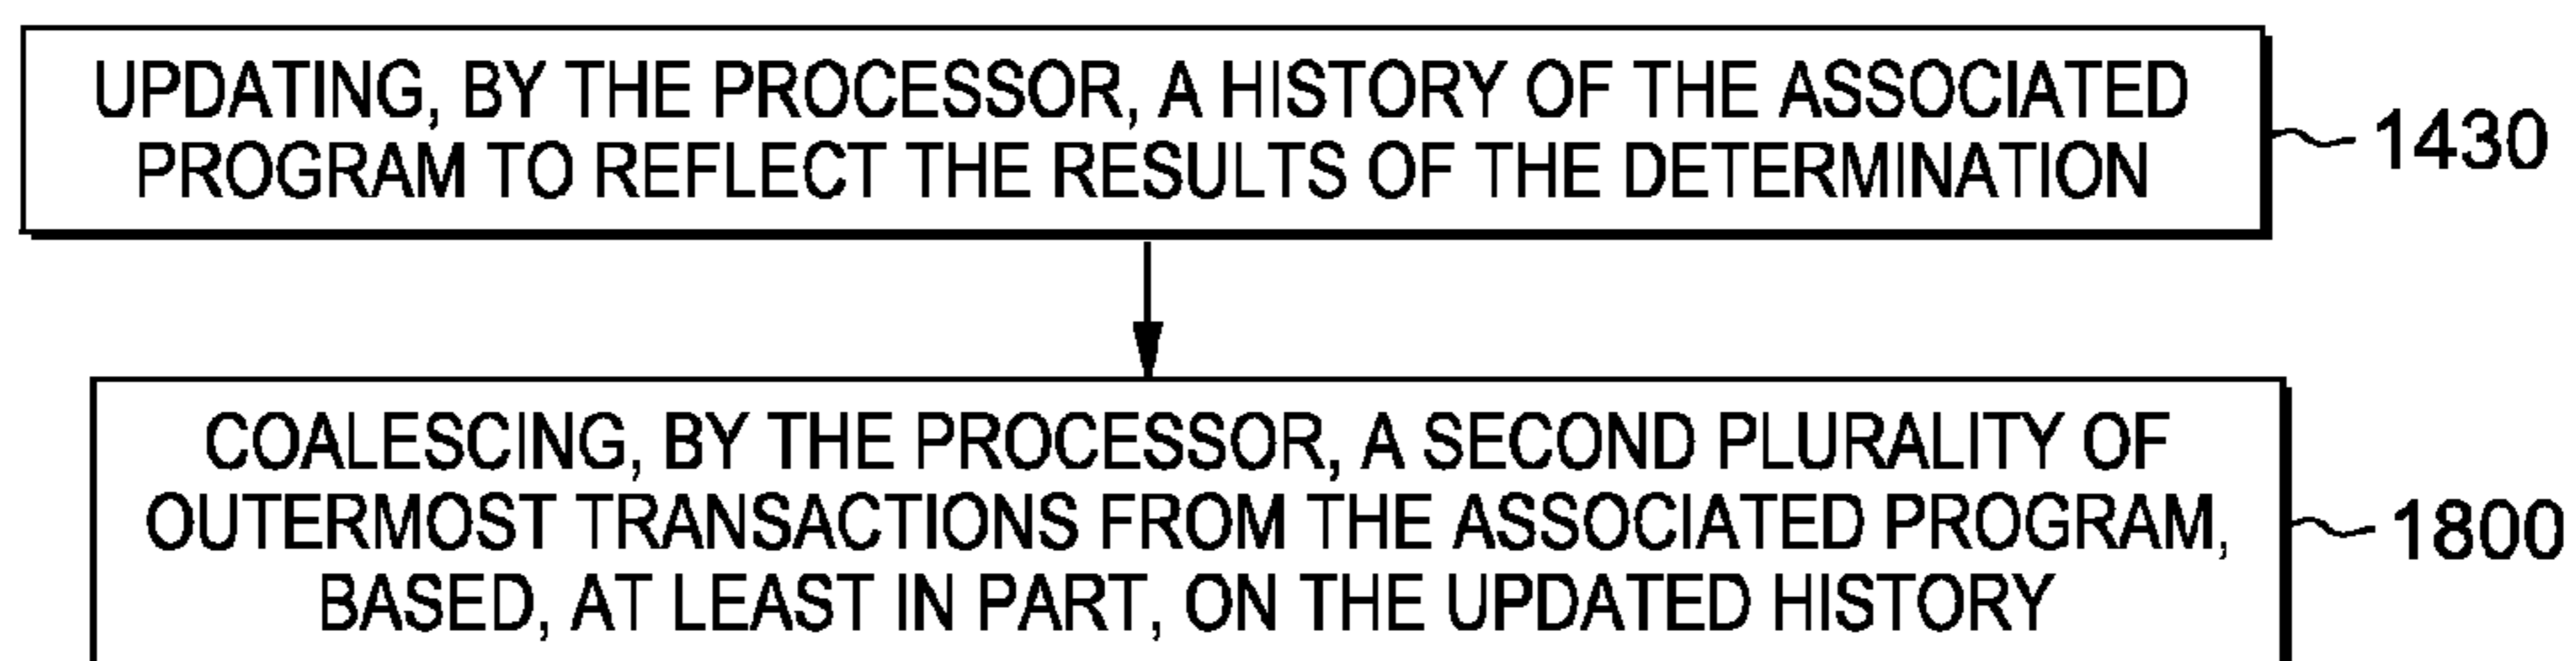 UPDATING, BY THE PROCESSOR, A HISTORY OF THE ASSOCIATED
PROGRAM TO REFLECT THE RESULTS OF THE DETERMINATION
1430
COALESCING, BY THE PROCESSOR, A SECOND PLURALITY OF
OUTERMOST TRANSACTIONS FROM THE ASSOCIATED PROGRAM,
BASED, AT LEAST IN PART, ON THE UPDATED HISTORY
1800